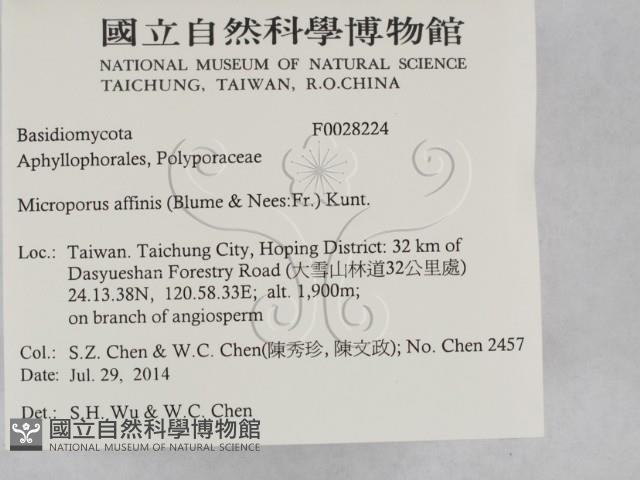 國立自然科學博物館
NATIONAL MUSEUM OF NATURAL SCIENCE
TAICHUNG, TAIWAN, R.O.CHINA
Basidiomycota F0028224
Aphyllophorales, Polyporaceae
Microporus affinis (Blume & Nees:Fr.) Kunt.
Loc.: Taiwan. Taichung City, Hoping District: 32 km of
Dasyueshan Forestry Road (大雪山林道32公里處)
24.13.38N, 120.58.33E; alt. 1,900m;
on branch of angiosperm
Col.: S.Z. Chen & W.C. Chen(陳秀珍, 陳文政); No. Chen 2457
Date: Jul. 29, 2014
Det.: S.H. Wu & W.C. Chen
國立自然科學博物館
NATIONAL MUSEUM OF NATURAL SCIENCE